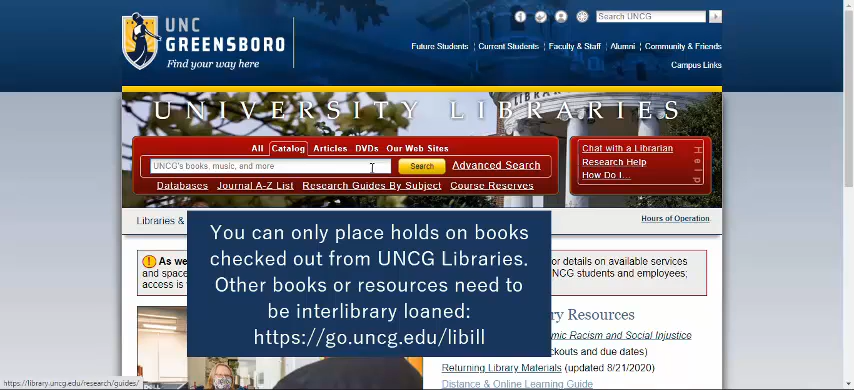 UNC
GREENSBORO
Find your way here
Search UNCG
Future Students Current Students Faculty & Staff Alumni Community & Friends
Campus Links
UNIVERSITY LIBRARIES
All Catalog Articles DVDs Our Web Sites
UNCG's books, music, and more Search Advanced Search
Databases Journal A-Z List Research Guides By Subject Course Reserves
Chat with a Librarian
Research Help
How Do I...
Help
Libraries &
Hours of Operation.
You can only place holds on books
checked out from UNCG Libraries.
Other books or resources need to
be interlibrary loaned:
https://go.uncg.edu/libill
As we
and space
access is
or details on available services
UNCG students and employees;
ry Resources
mic Racism and Social Injustice
ckouts and due dates)
Returning Library Materials (updated 8/21/2020)
Distance & Online Learning Guide
https://library.uncg.edu/research/guides/